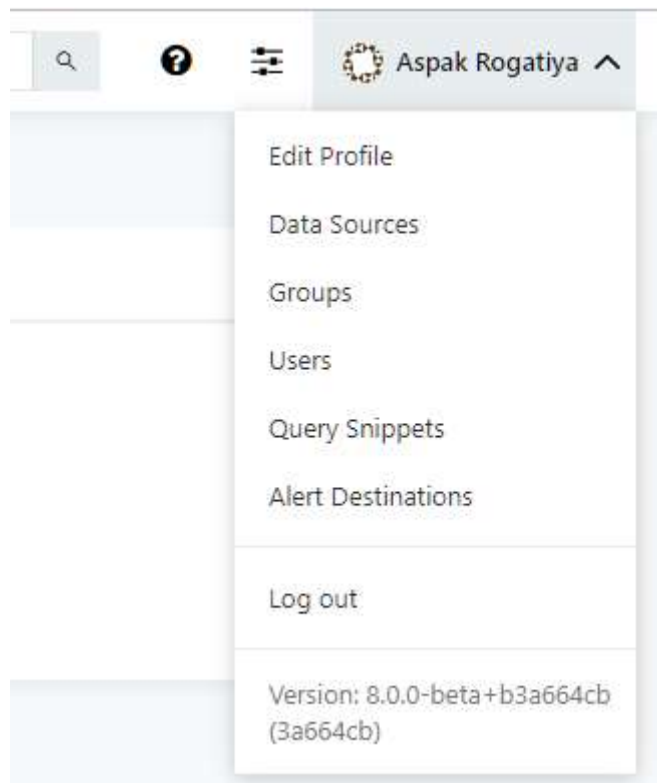 Aspak Rogatiya
Edit Profile
Data Sources
Groups
Users
Query Snippets
Alert Destinations
Log out
Version: 8.0.0-beta+b3a664cb
(3a664cb)